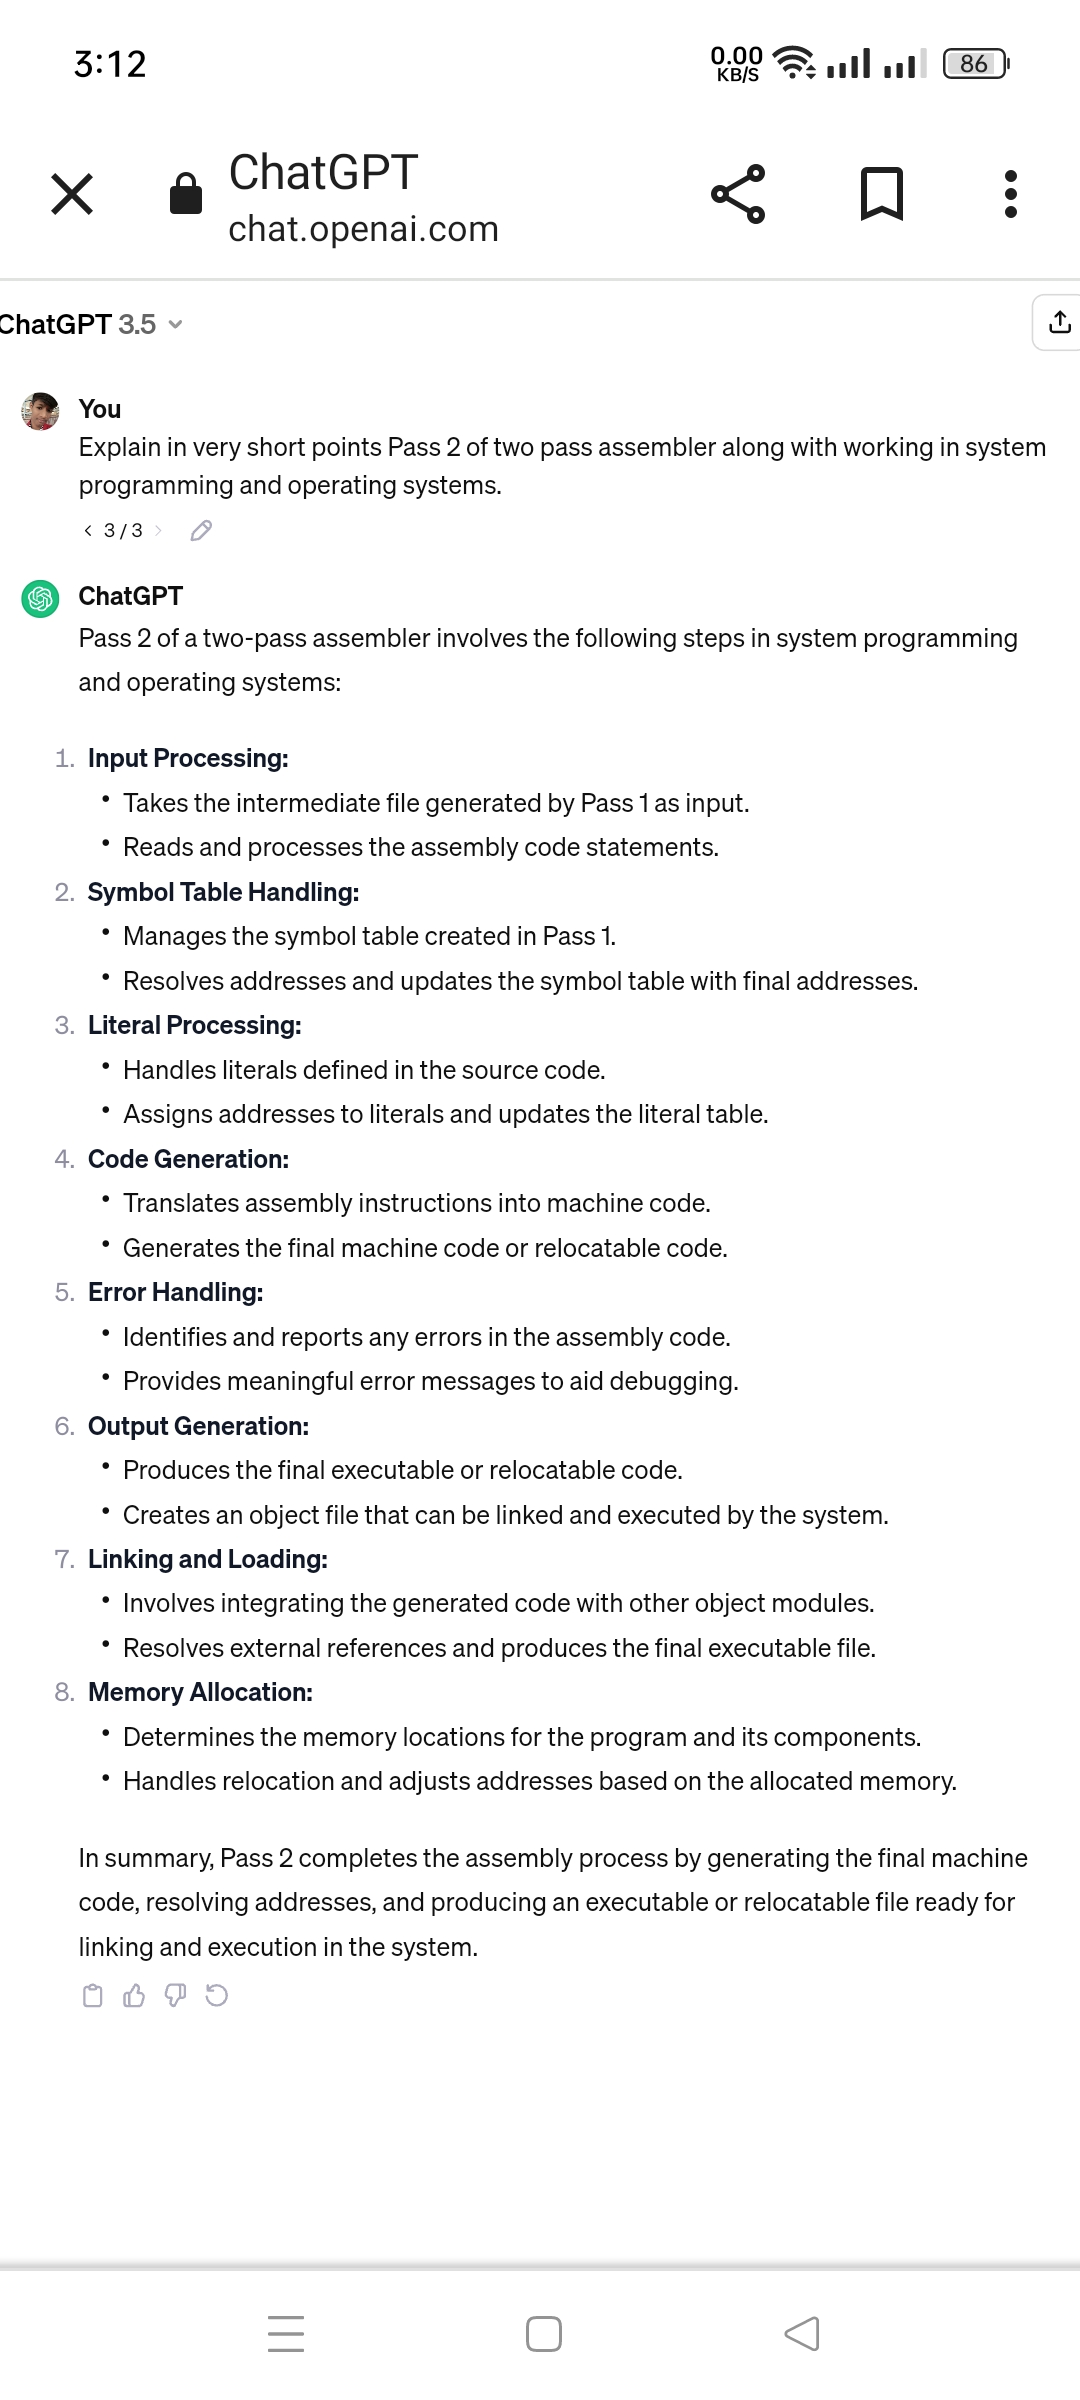 3:12
0.00
KB/S
86
ChatGPT
chat.openai.com
ChatGPT 3.5
You
Explain in very short points Pass 2 of two pass assembler along with working in system
programming and operating systems.
3 / 3
ChatGPT
Pass 2 of a two-pass assembler involves the following steps in system programming
and operating systems:
1. Input Processing:
• Takes the intermediate file generated by Pass 1 as input.
• Reads and processes the assembly code statements.
2. Symbol Table Handling:
• Manages the symbol table created in Pass 1.
• Resolves addresses and updates the symbol table with final addresses.
3. Literal Processing:
• Handles literals defined in the source code.
• Assigns addresses to literals and updates the literal table.
4. Code Generation:
• Translates assembly instructions into machine code.
• Generates the final machine code or relocatable code.
5. Error Handling:
• Identifies and reports any errors in the assembly code.
• Provides meaningful error messages to aid debugging.
6. Output Generation:
• Produces the final executable or relocatable code.
• Creates an object file that can be linked and executed by the system.
7. Linking and Loading:
• Involves integrating the generated code with other object modules.
• Resolves external references and produces the final executable file.
8. Memory Allocation:
• Determines the memory locations for the program and its components.
• Handles relocation and adjusts addresses based on the allocated memory.
In summary, Pass 2 completes the assembly process by generating the final machine
code, resolving addresses, and producing an executable or relocatable file ready for
linking and execution in the system.